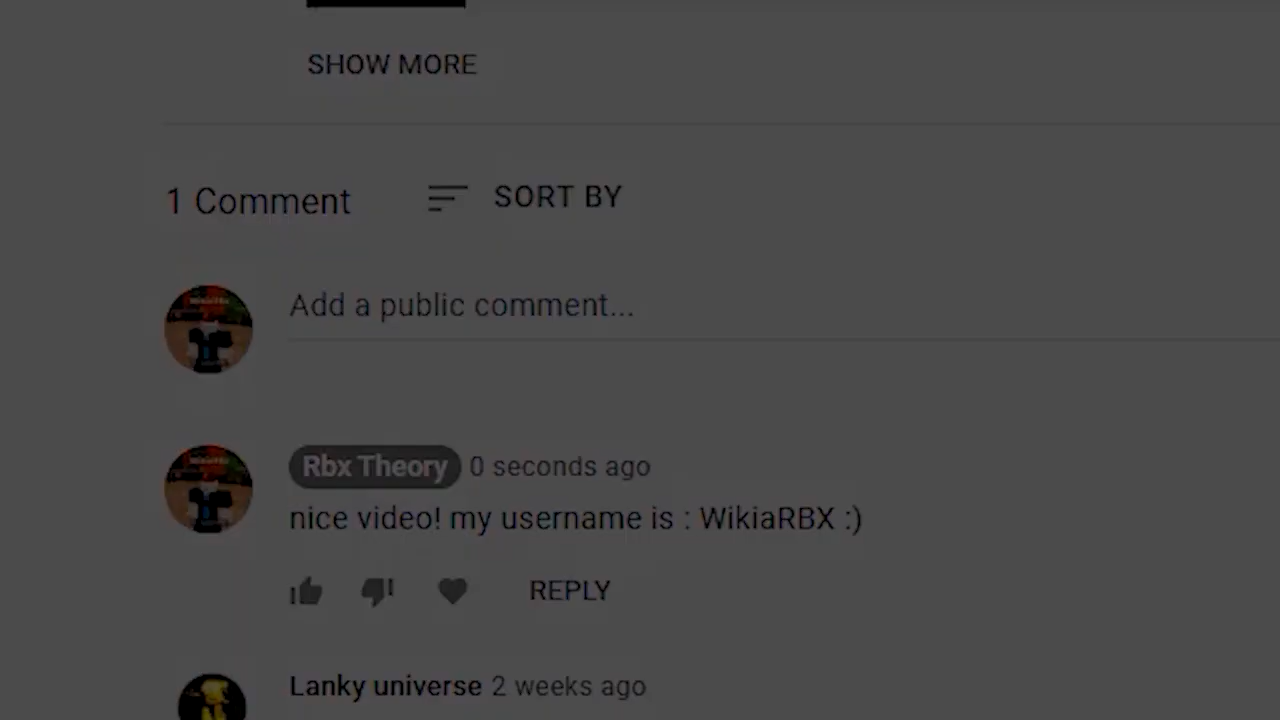 SHOW MORE
1 Comment
SORT BY
Add a public comment...
Rbx Theory 0 seconds ago
nice video! my username is : WikiaRBX :)
REPLY
Lanky universe 2 weeks ago